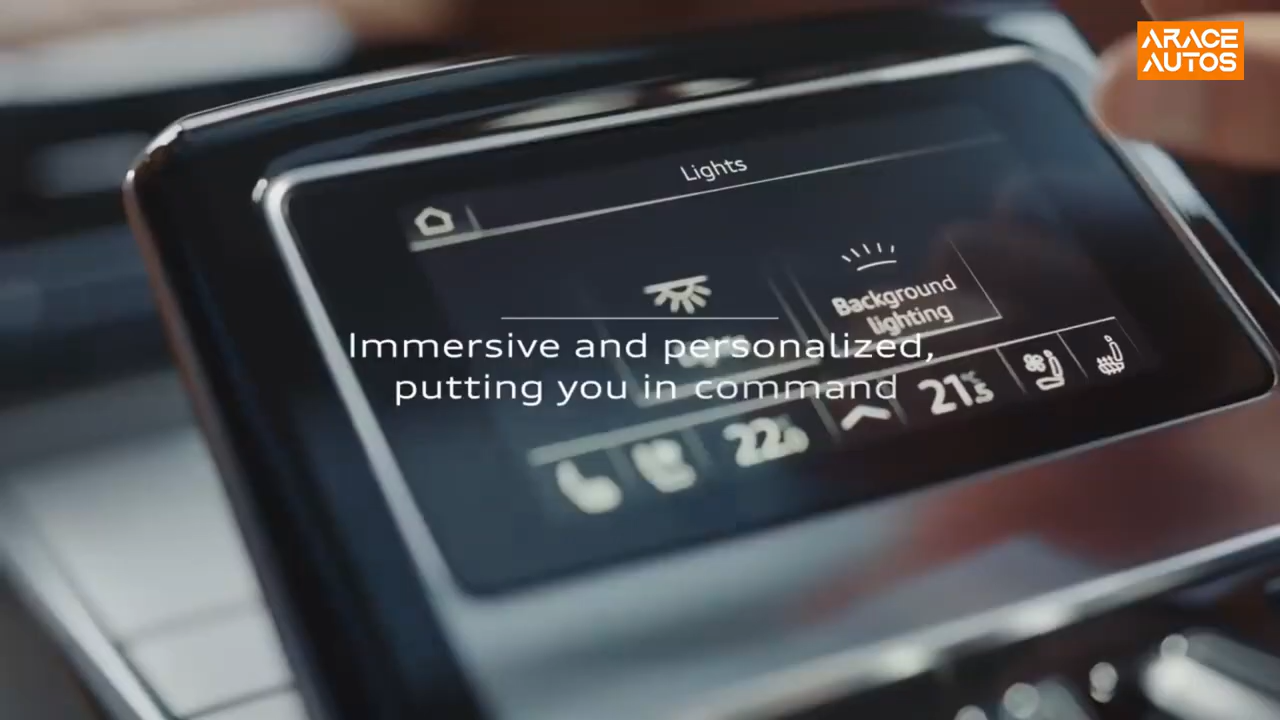 ARACE
AUTOS
Lights
Background
lighting
Immersive and personalized,
putting you in command
21.5
22.0